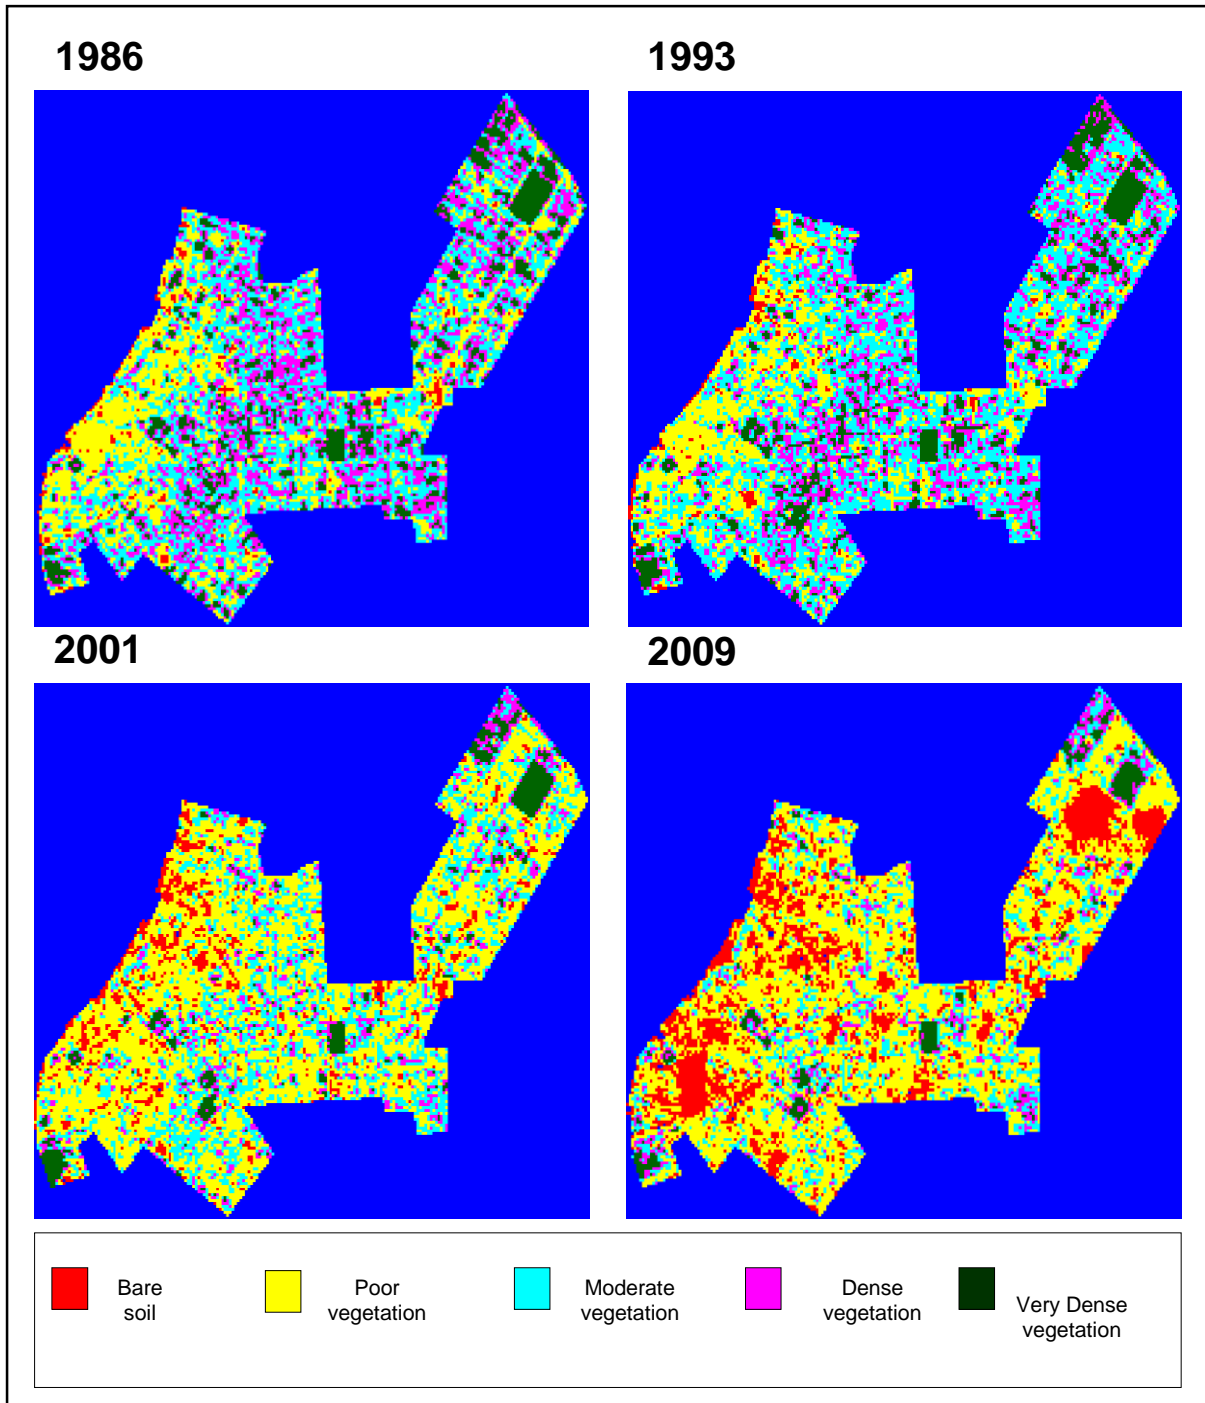 1986
1993
2001
2009
Bare
soil
Poor
vegetation
Moderate
vegetation
Dense
vegetation
Very Dense
vegetation